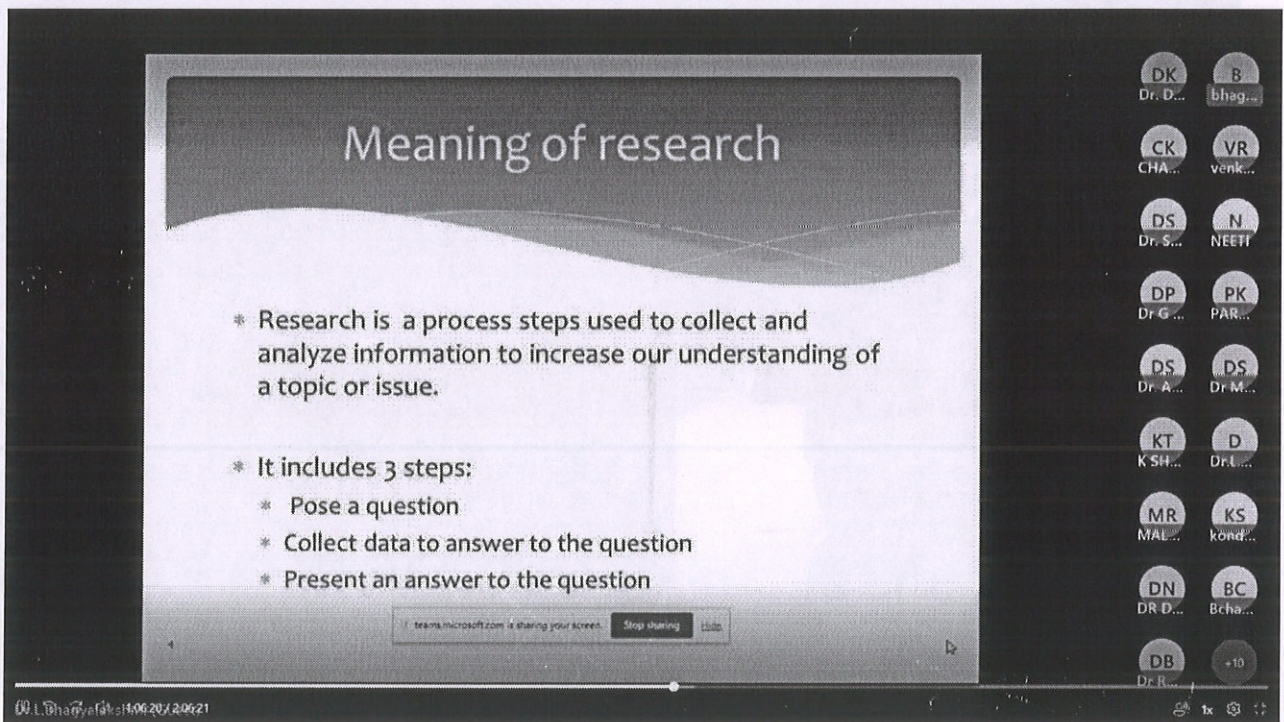 Meaning of research
* Research is a process steps used to collect and
analyze information to increase our understanding of
a topic or issue.
* It includes 3 steps:
* Pose a question
* Collect data to answer to the question
* Present an answer to the question
teams.microsoft.com is sharing your screen. Stop sharing Hide
DK B
Dr. D... bhag...
CK VR
CHA... venk...
DS N
Dr. S... NEETI
DP PK
Dr G ... PAR...
DS DS
Dr. A... Dr M...
KT D
K SH... Dr.L...
MR KS
MAL... kond...
DN BC
DR D... Bcha...
DB +10
Dr R...
1:06:20 / 2:06:21
1x